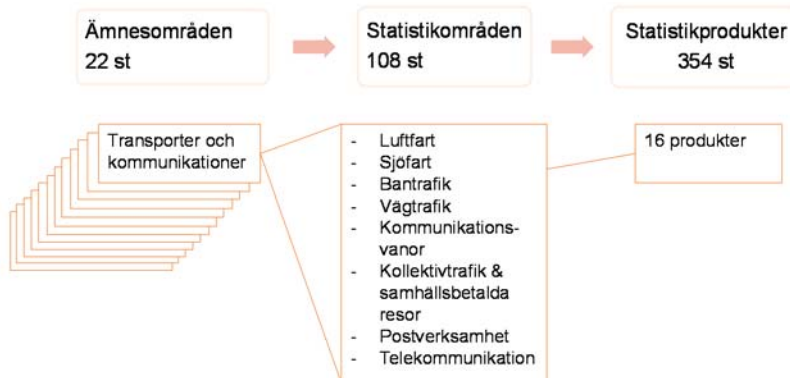 Ämnesområden
22 st
Statistikområden
108 st
Statistikprodukter
354 st
Transporter och
kommunikationer
- Luftfart
- Sjöfart
- Bantrafik
- Vägtrafik
- Kommunikations-
vanor
- Kollektivtrafik &
samhällsbetalda
resor
- Postverksamhet
- Telekommunikation
16 produkter